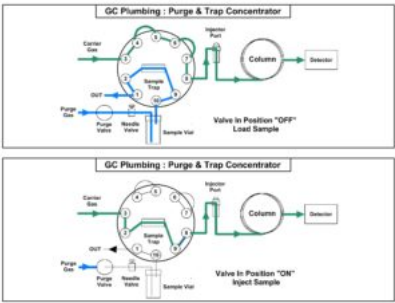 GC Plumbing : Purge & Trap Concentrator
Carrier
Gas
Injector
Port
Column
Detector
Sample
Trap
OUT
Purge
Gas
Purge
Valve
Needle
Valve
Sample Vial
Valve In Position "OFF"
Load Sample
GC Plumbing : Purge & Trap Concentrator
Carrier
Gas
Injector
Port
Column
Detector
Sample
Trap
OUT
Purge
Gas
Purge
Valve
Needle
Valve
Sample Vial
Valve In Position "ON"
Inject Sample